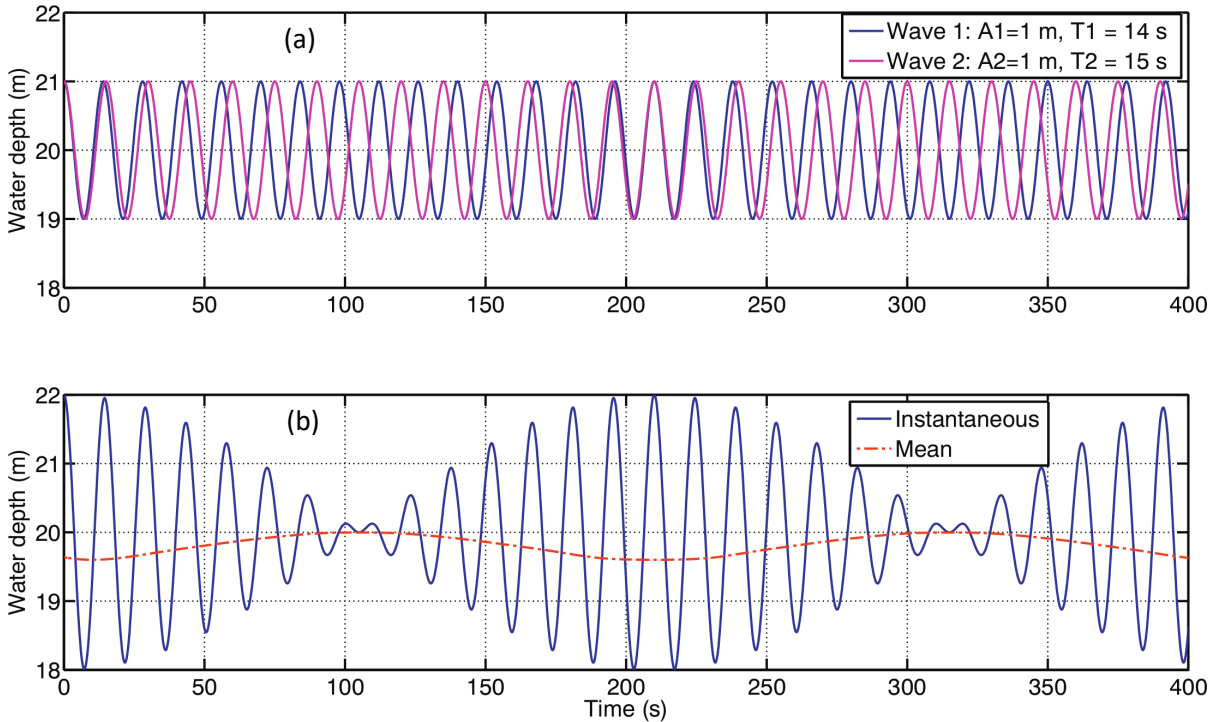 22
21
20
19
18
Water depth (m)
(a)
Wave 1: A1=1 m, T1 = 14 s
Wave 2: A2=1 m, T2 = 15 s
0 50 100 150 200 250 300 350 400
22
21
20
19
18
Water depth (m)
(b)
Instantaneous
Mean
0 50 100 150 200 250 300 350 400
Time (s)